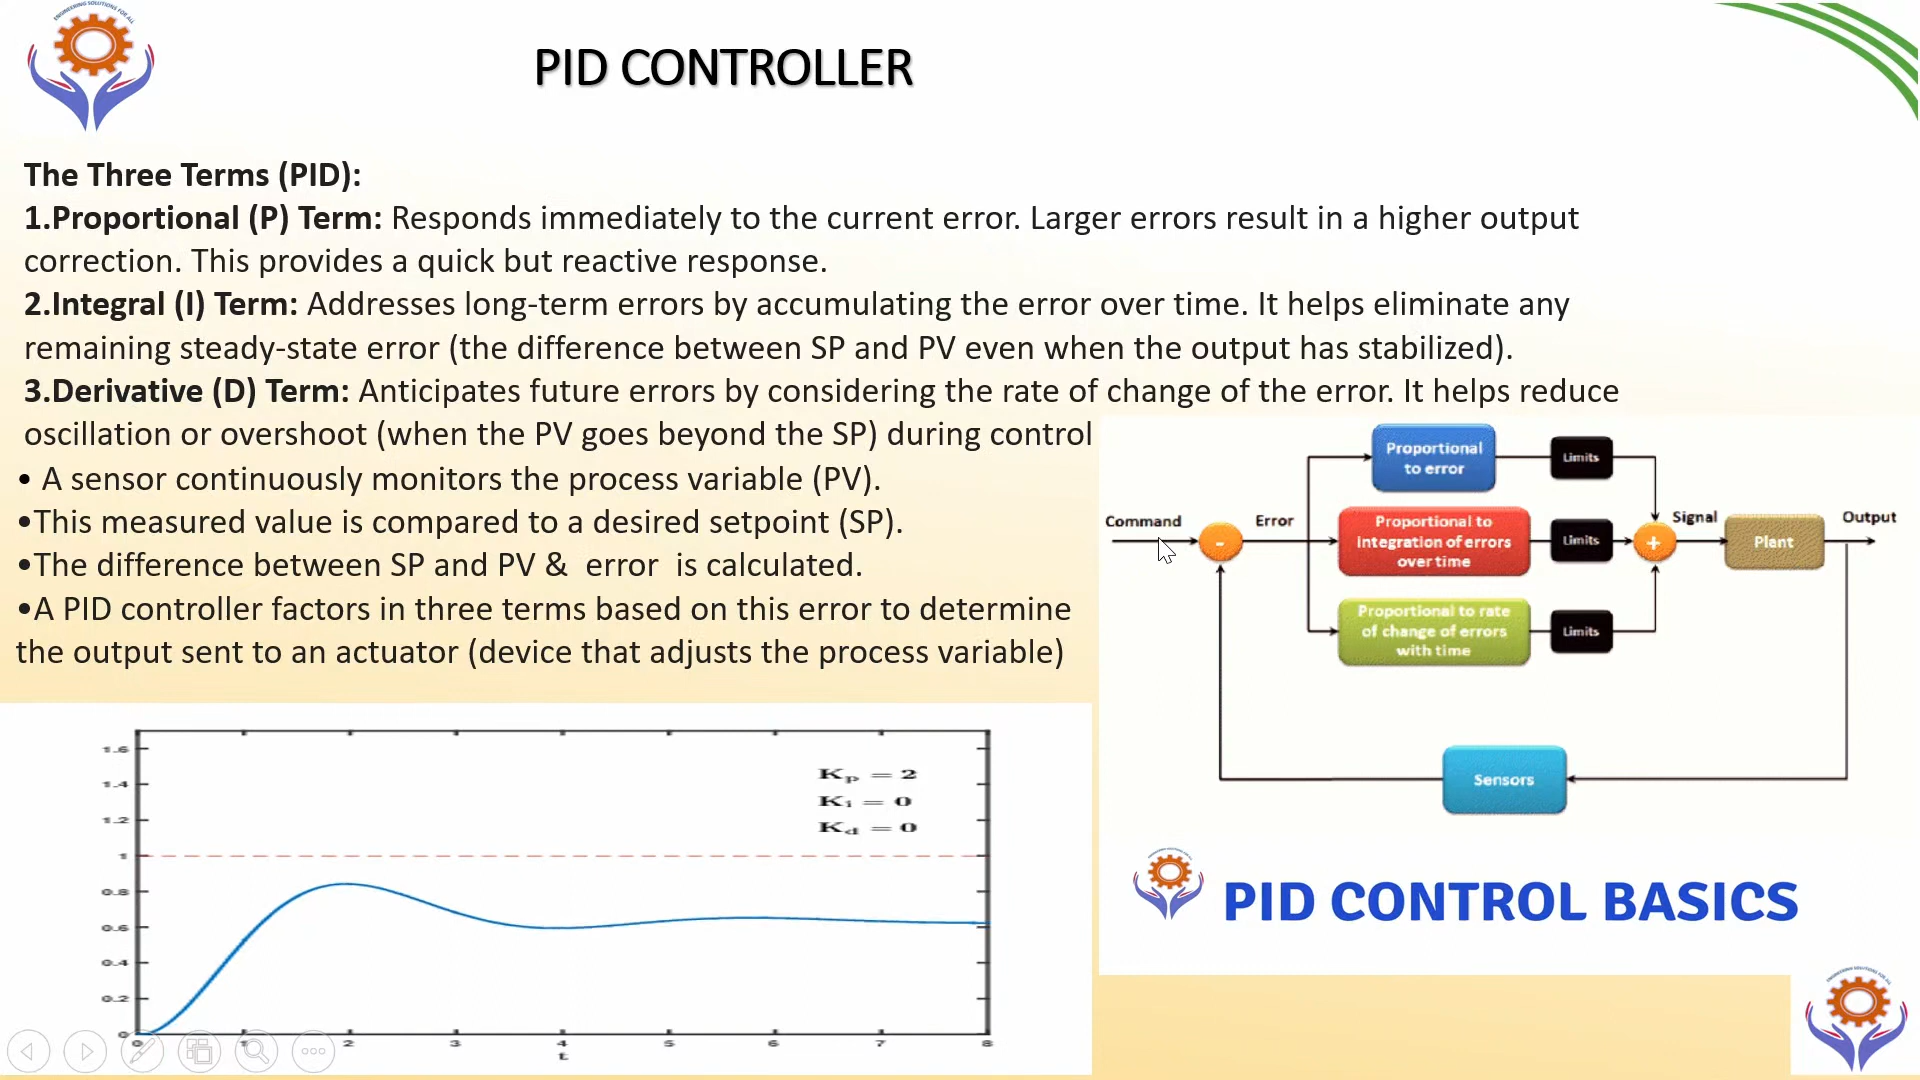 ENGINEERING SOLUTIONS FOR ALL
PID CONTROLLER
The Three Terms (PID):
1.Proportional (P) Term: Responds immediately to the current error. Larger errors result in a higher output
correction. This provides a quick but reactive response.
2.Integral (I) Term: Addresses long-term errors by accumulating the error over time. It helps eliminate any
remaining steady-state error (the difference between SP and PV even when the output has stabilized).
3.Derivative (D) Term: Anticipates future errors by considering the rate of change of the error. It helps reduce
oscillation or overshoot (when the PV goes beyond the SP) during control
• A sensor continuously monitors the process variable (PV).
•This measured value is compared to a desired setpoint (SP).
•The difference between SP and PV & error is calculated.
•A PID controller factors in three terms based on this error to determine
the output sent to an actuator (device that adjusts the process variable)
Command
-
Error
Proportional
to error
Limits
Proportional to
integration of errors
over time
Limits
Proportional to rate
of change of errors
with time
Limits
+
Signal
Plant
Output
Sensors
PID CONTROL BASICS
1.6
1.4
1.2
1
0.8
0.6
0.4
0.2
0
Kp = 2
Ki = 0
Kd = 0
0 1 2 3 4 5 6 7 8
t
ENGINEERING SOLUTIONS FOR ALL